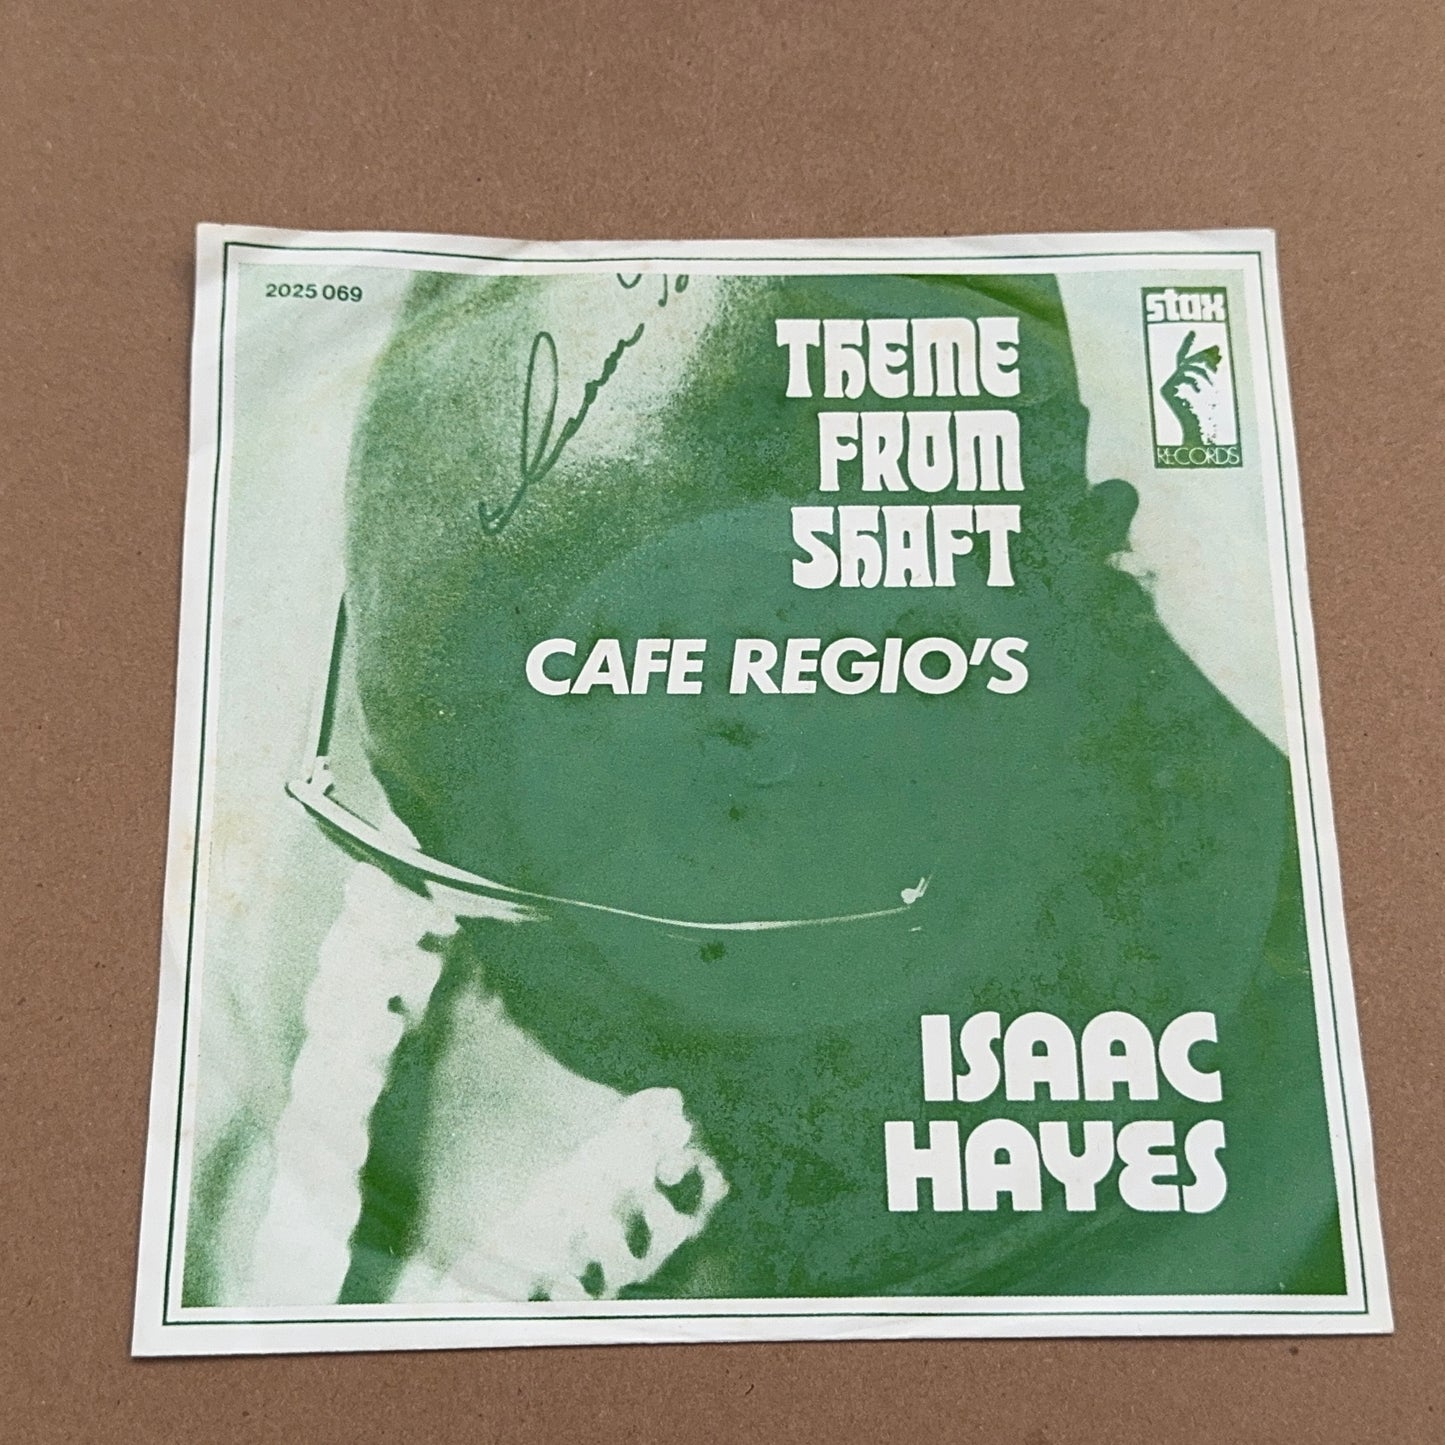 2025 069
stax
RECORDS
THEME
FROM
SHAFT
CAFE REGIO'S
ISAAC
HAYES